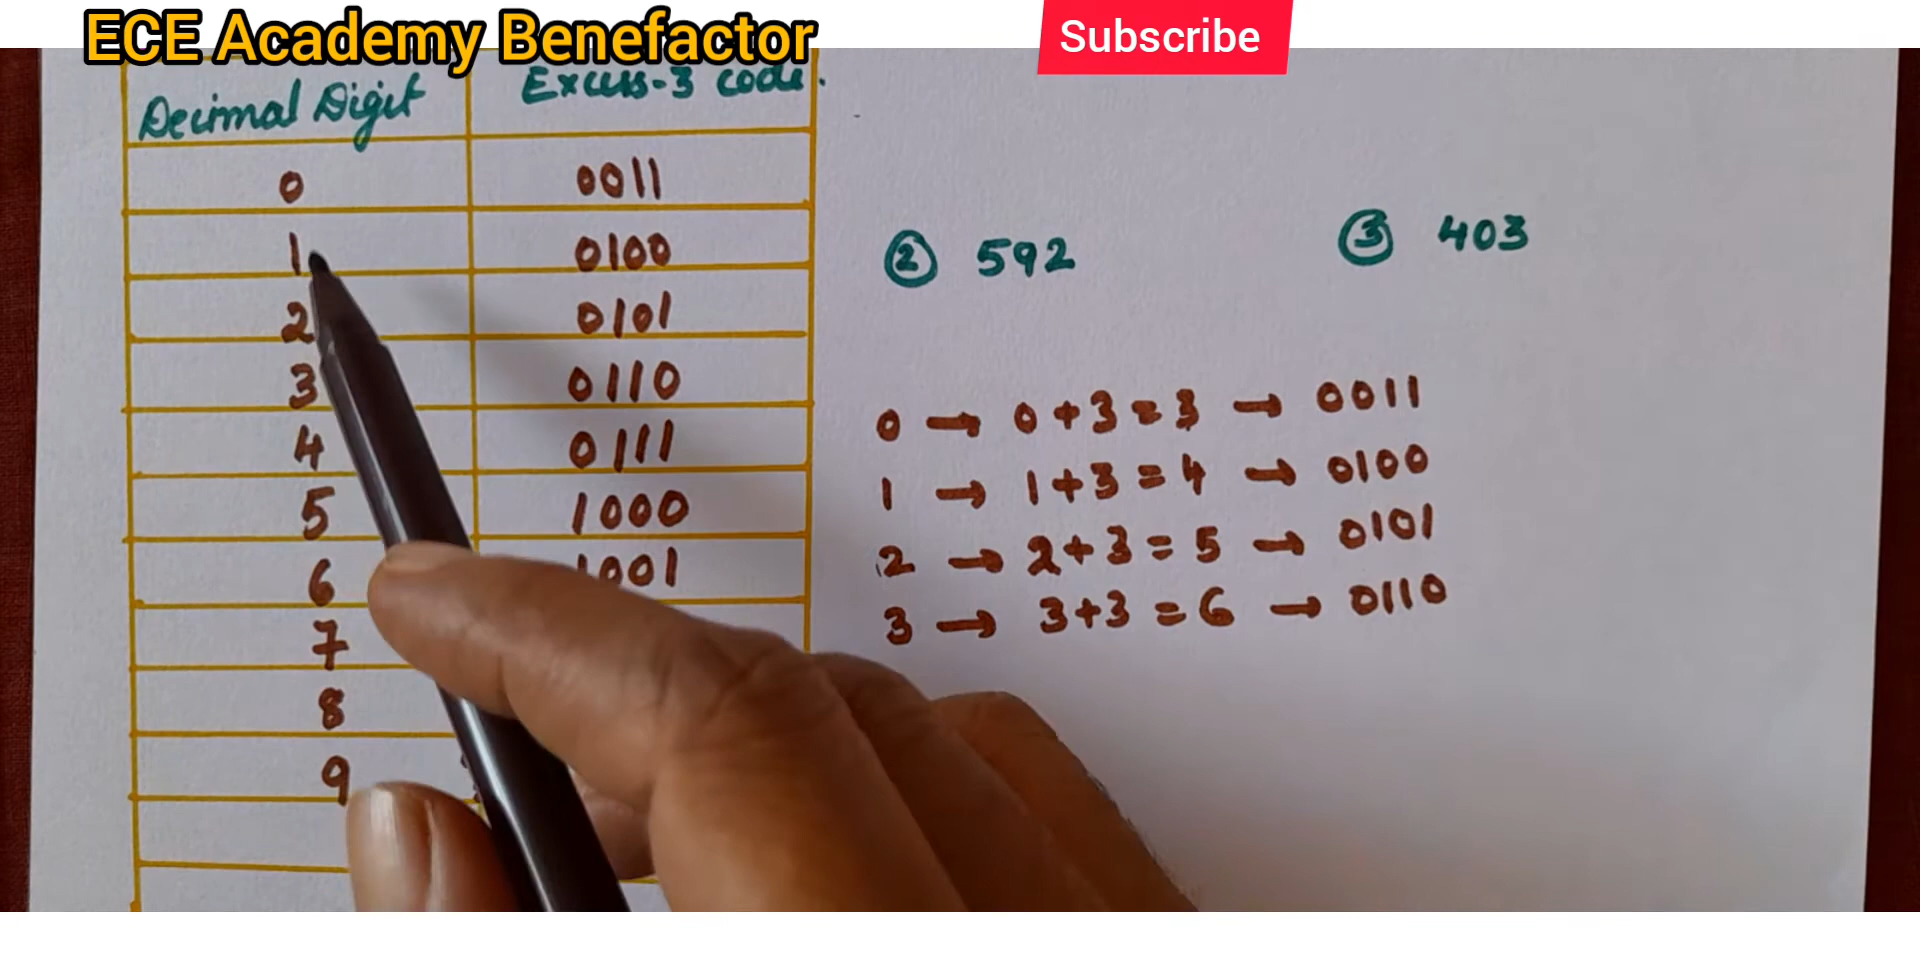 ECE Academy Benefactor
Subscribe
Decimal Digit Excess-3 code.
0 0011
1 0100
2 0101
3 0110
4 0111
5 1000
6 1001
7
8
9
② 592
③ 403
0 → 0+3=3 → 0011
1 → 1+3=4 → 0100
2 → 2+3=5 → 0101
3 → 3+3=6 → 0110